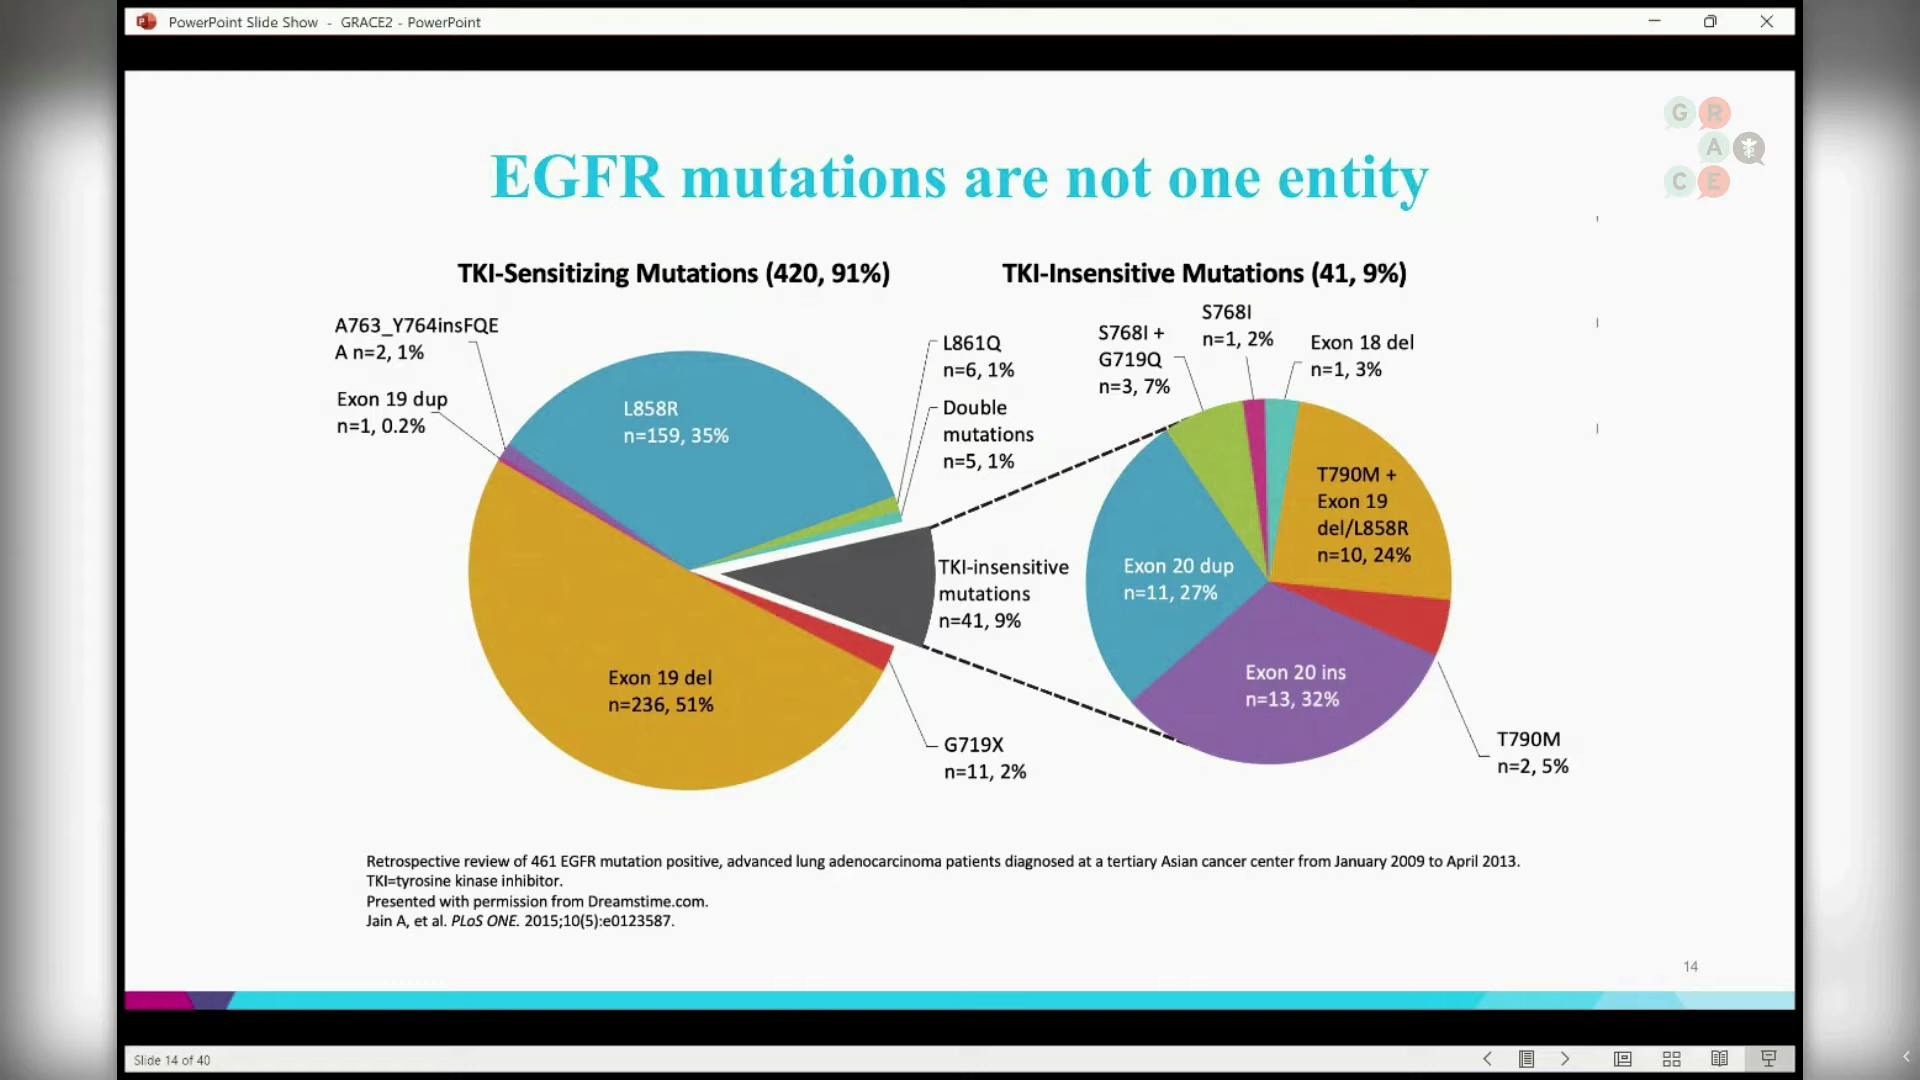 PowerPoint Slide Show - GRACE2 - PowerPoint
G R
A
C E
EGFR mutations are not one entity
TKI-Sensitizing Mutations (420, 91%)
A763_Y764insFQE
A n=2, 1%
Exon 19 dup
n=1, 0.2%
L858R
n=159, 35%
L861Q
n=6, 1%
Double
mutations
n=5, 1%
TKI-insensitive
mutations
n=41, 9%
Exon 19 del
n=236, 51%
G719X
n=11, 2%
TKI-Insensitive Mutations (41, 9%)
S768I +
G719Q
n=3, 7%
S768I
n=1, 2%
Exon 18 del
n=1, 3%
T790M +
Exon 19
del/L858R
n=10, 24%
Exon 20 dup
n=11, 27%
Exon 20 ins
n=13, 32%
T790M
n=2, 5%
Retrospective review of 461 EGFR mutation positive, advanced lung adenocarcinoma patients diagnosed at a tertiary Asian cancer center from January 2009 to April 2013.
TKI=tyrosine kinase inhibitor.
Presented with permission from Dreamstime.com.
Jain A, et al. PLoS ONE. 2015;10(5):e0123587.
14
Slide 14 of 40